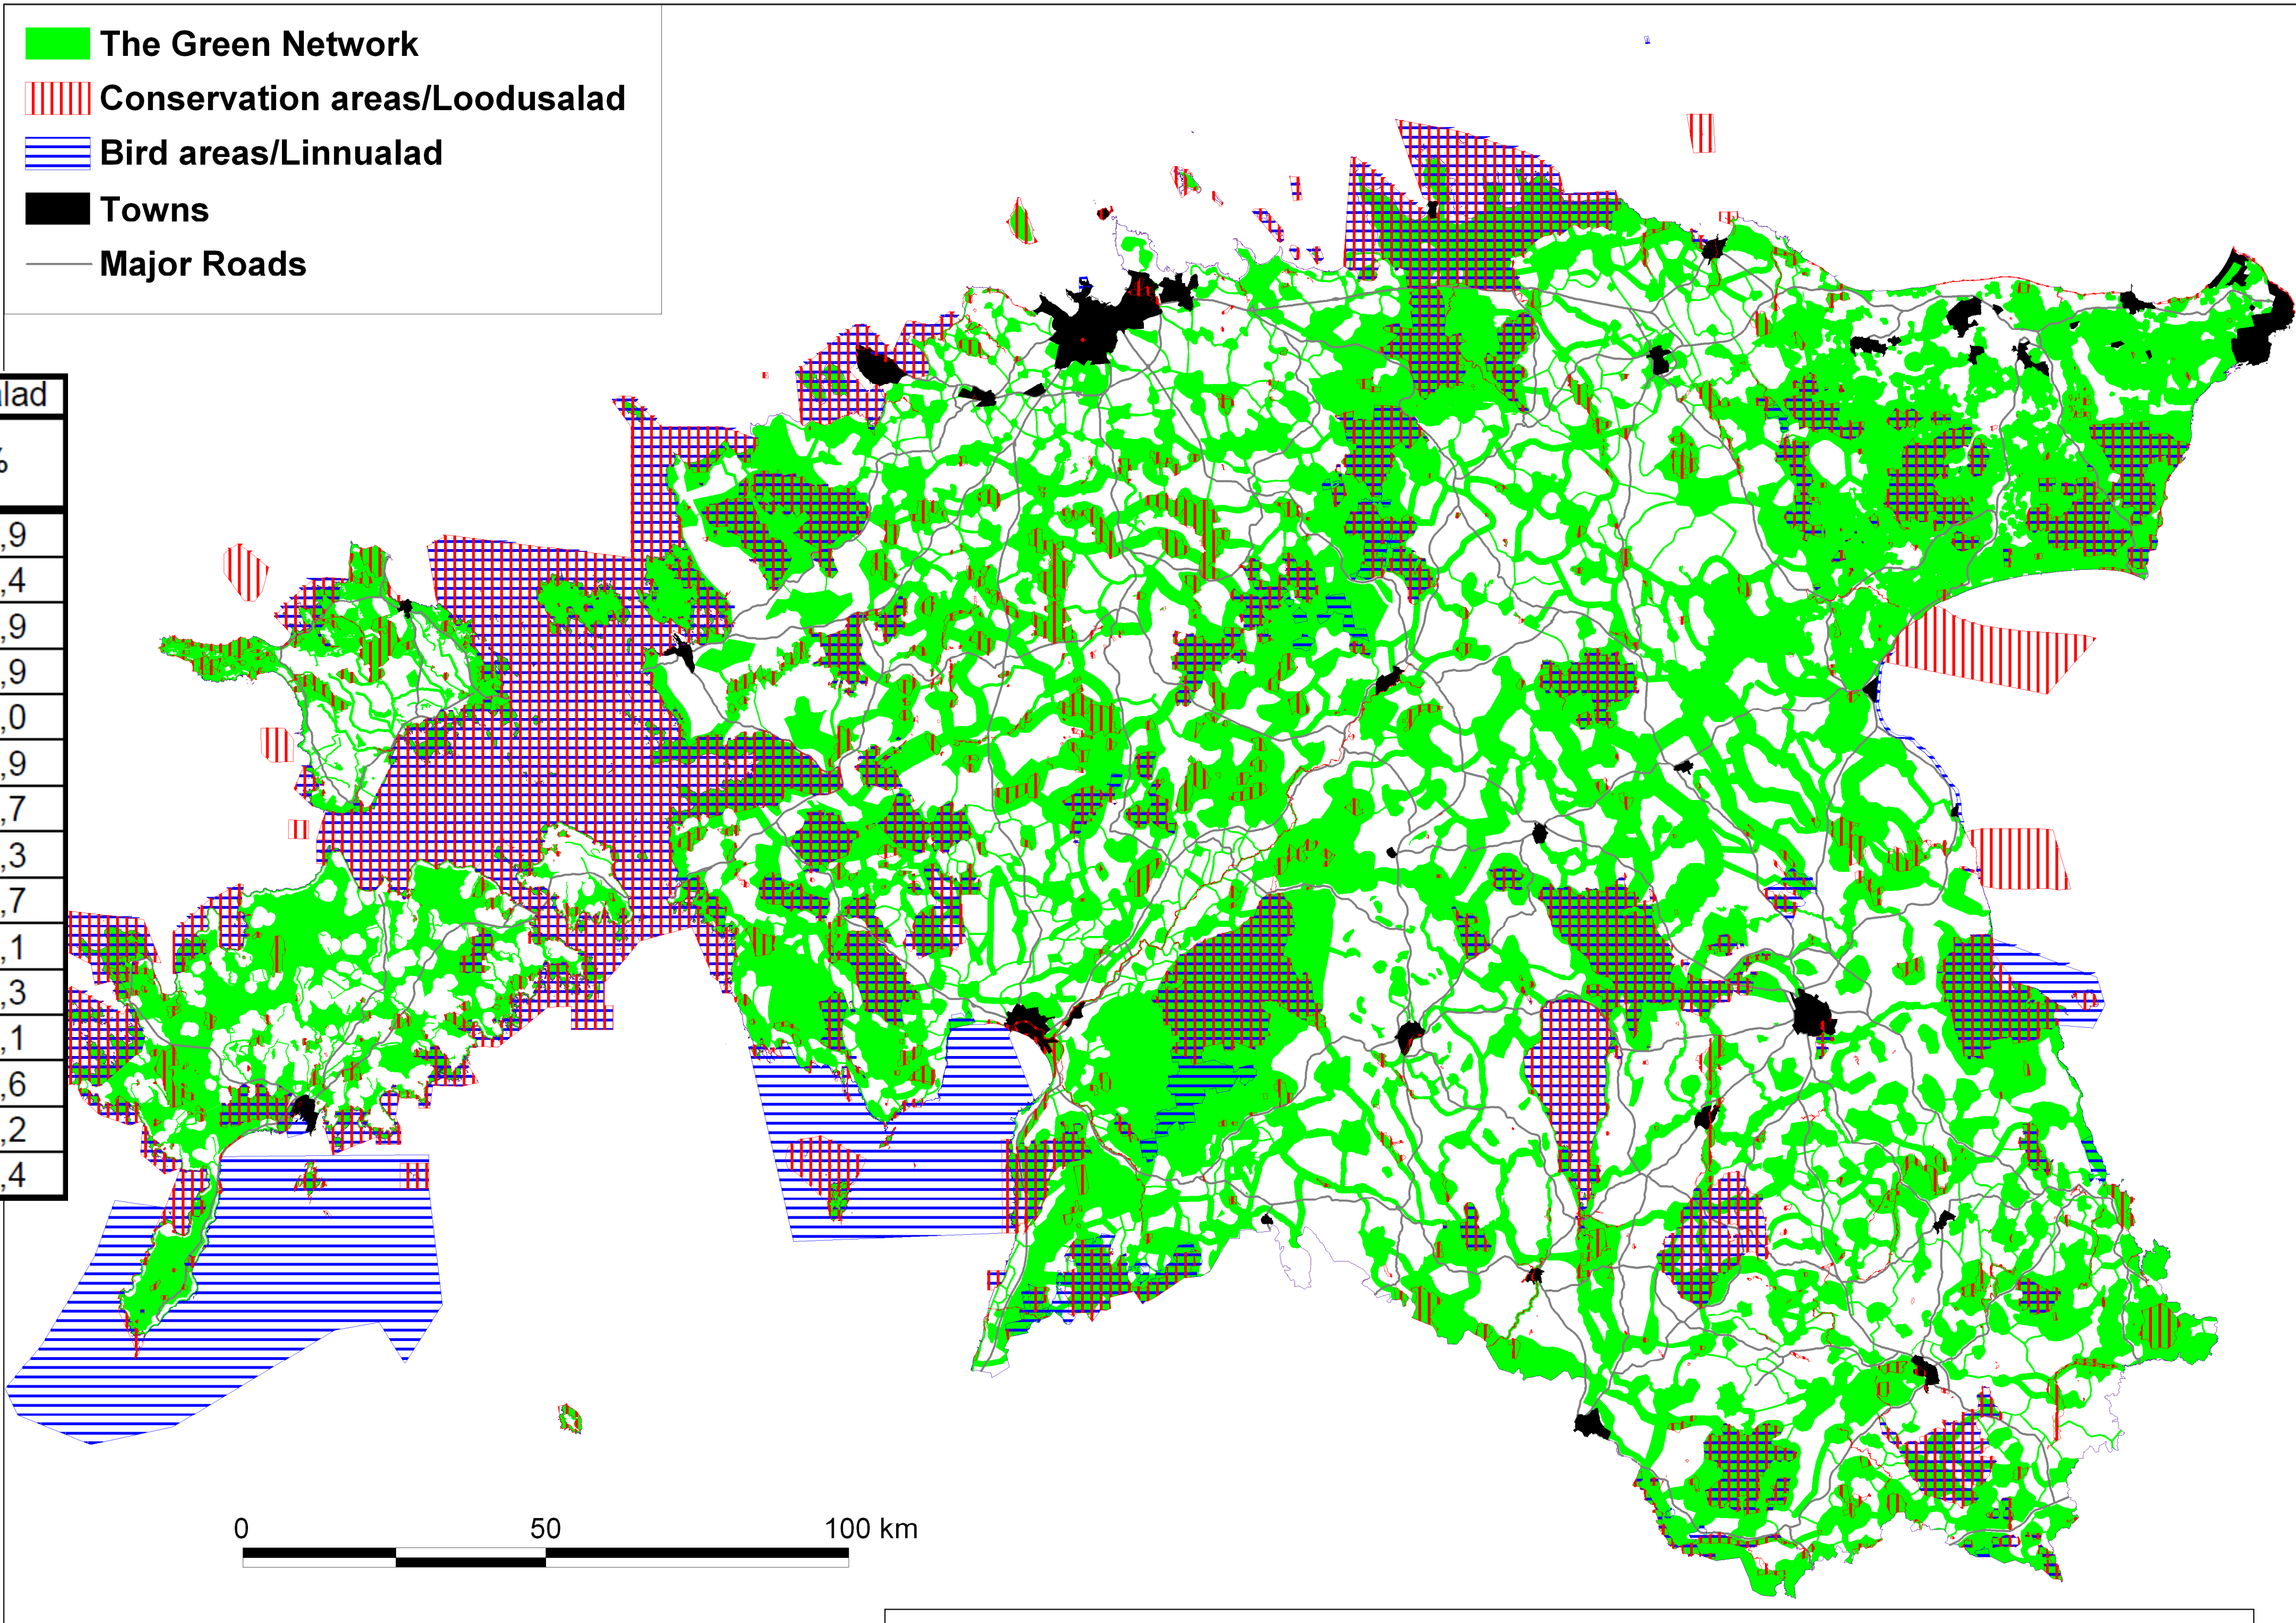 The Green Network
Conservation areas/Loodusalad
Bird areas/Linnualad
Towns
Major Roads
%
,9
,4
,9
,9
,0
,9
,7
,3
,7
,1
,3
,1
,6
,2
,4
0 50 100 km